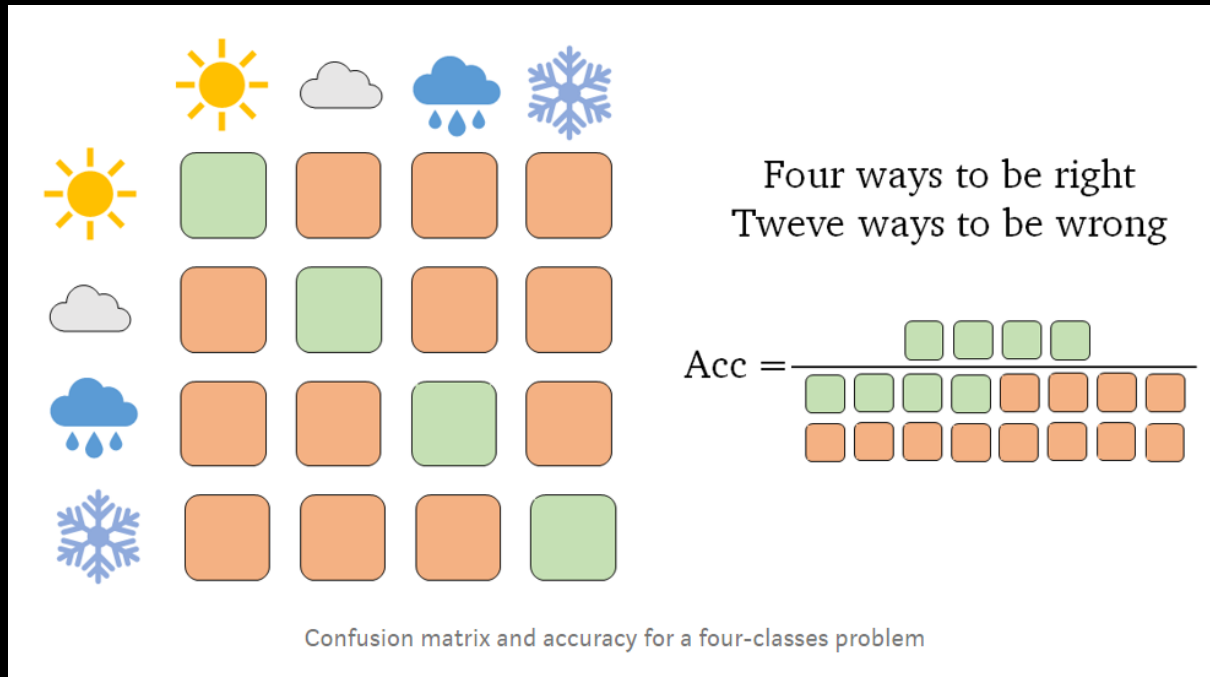 Four ways to be right
Tweve ways to be wrong
Acc =
Confusion matrix and accuracy for a four-classes problem